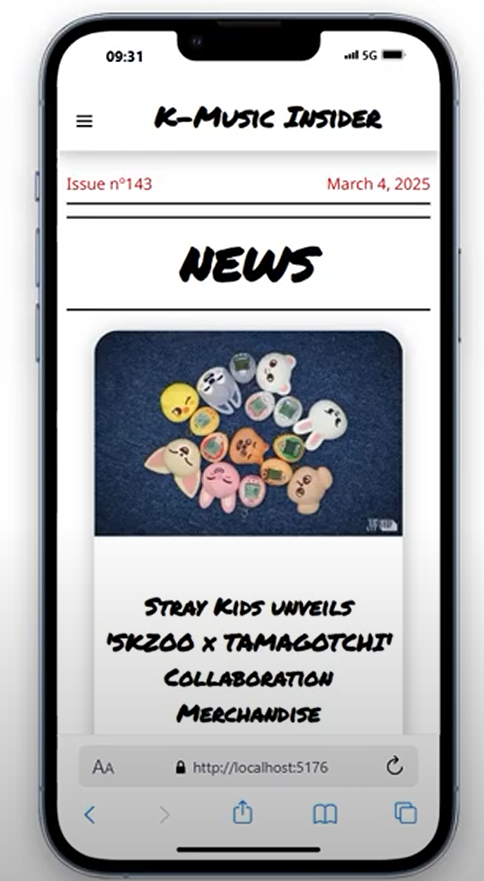 09:31
5G
K-Music Insider
Issue nº143
March 4, 2025
NEWS
Stray Kids unveils
'SKZOO x TAMAGOTCHI'
Collaboration
Merchandise
AA
http://localhost:5176